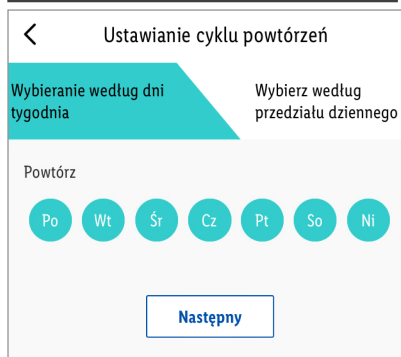 Ustawianie cyklu powtórzeń
Wybieranie według dni
tygodnia
Wybierz według
przedziału dziennego
Powtórz
Po Wt Śr Cz Pt So Ni
Następny